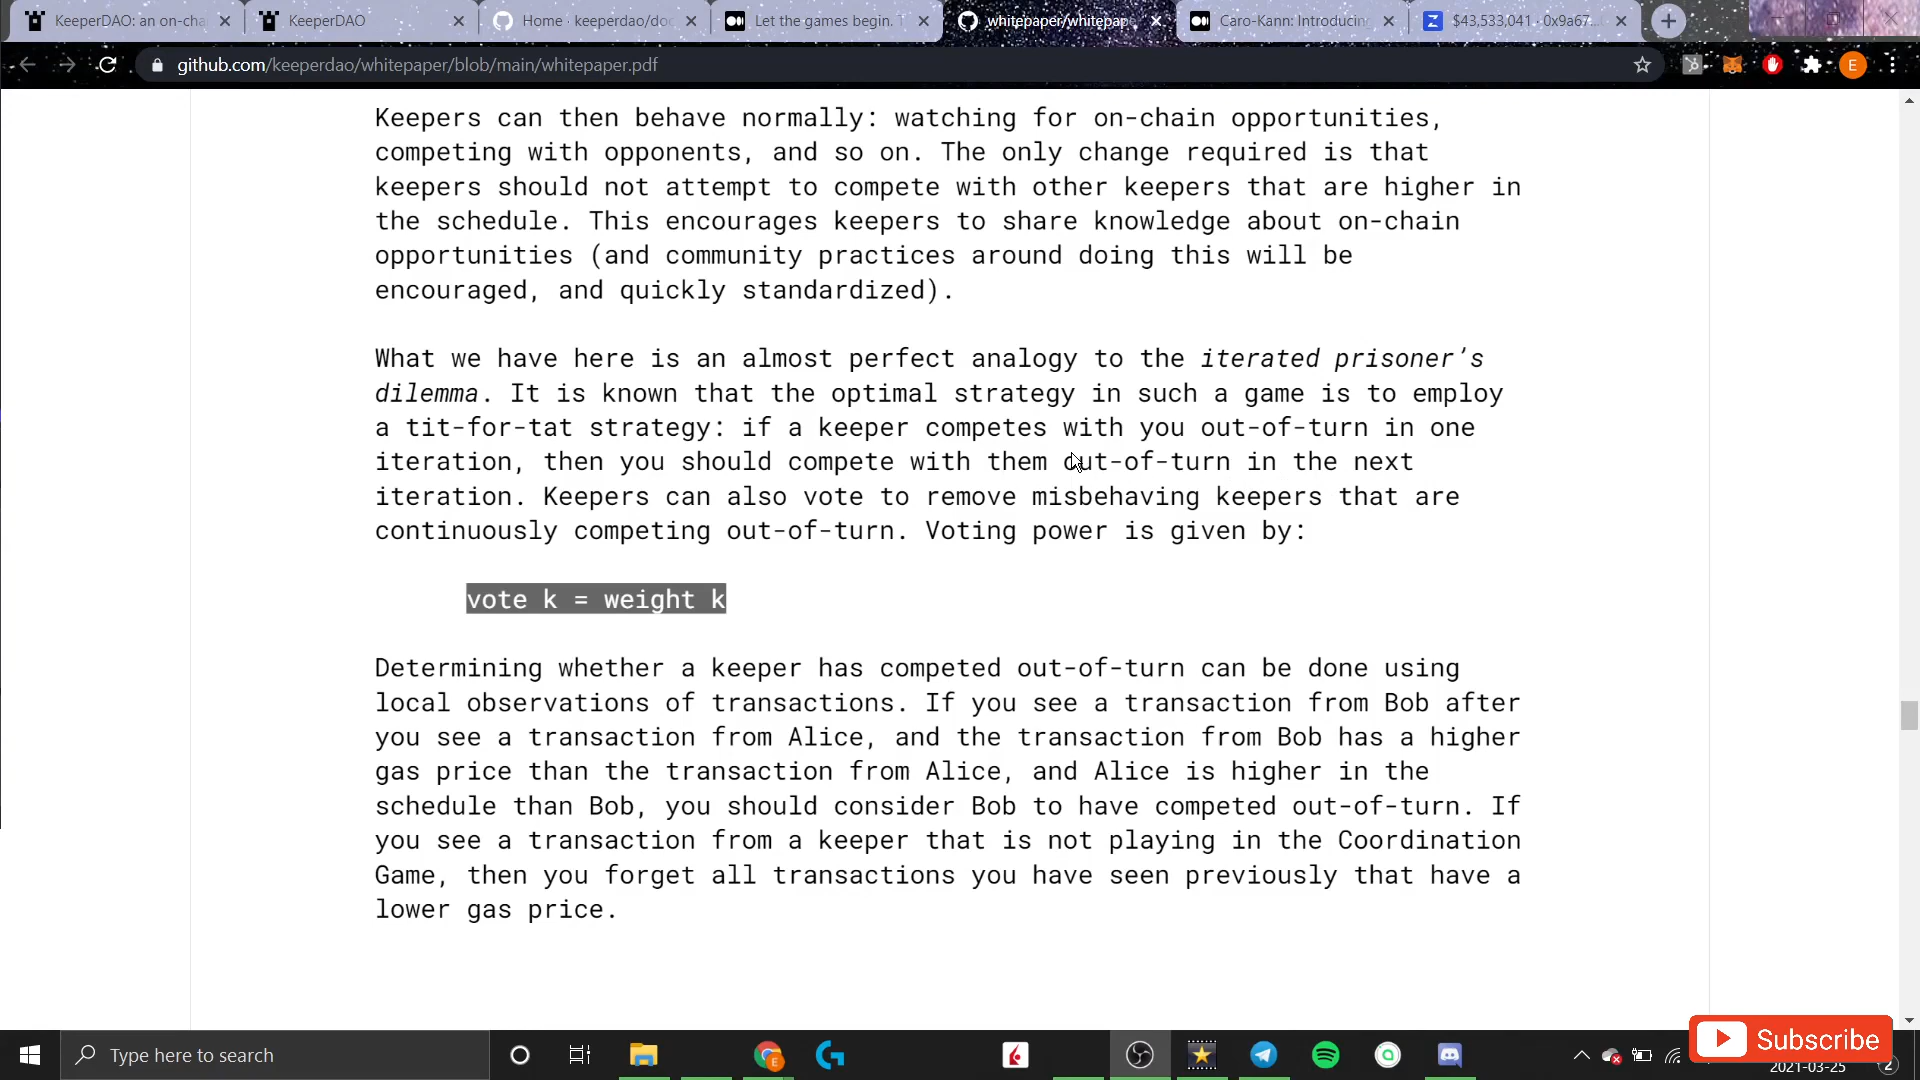 KeeperDAO: an on-cha
KeeperDAO
Home · keeperdao/doc
Let the games begin. T
whitepaper/whitepap
Caro-Kann: Introducin
$43,533,041 · 0x9a67...
github.com/keeperdao/whitepaper/blob/main/whitepaper.pdf
E
Keepers can then behave normally: watching for on-chain opportunities,
competing with opponents, and so on. The only change required is that
keepers should not attempt to compete with other keepers that are higher in
the schedule. This encourages keepers to share knowledge about on-chain
opportunities (and community practices around doing this will be
encouraged, and quickly standardized).
What we have here is an almost perfect analogy to the iterated prisoner’s
dilemma. It is known that the optimal strategy in such a game is to employ
a tit-for-tat strategy: if a keeper competes with you out-of-turn in one
iteration, then you should compete with them out-of-turn in the next
iteration. Keepers can also vote to remove misbehaving keepers that are
continuously competing out-of-turn. Voting power is given by:
vote k = weight k
Determining whether a keeper has competed out-of-turn can be done using
local observations of transactions. If you see a transaction from Bob after
you see a transaction from Alice, and the transaction from Bob has a higher
gas price than the transaction from Alice, and Alice is higher in the
schedule than Bob, you should consider Bob to have competed out-of-turn. If
you see a transaction from a keeper that is not playing in the Coordination
Game, then you forget all transactions you have seen previously that have a
lower gas price.
Subscribe
Type here to search
2021-03-25
2